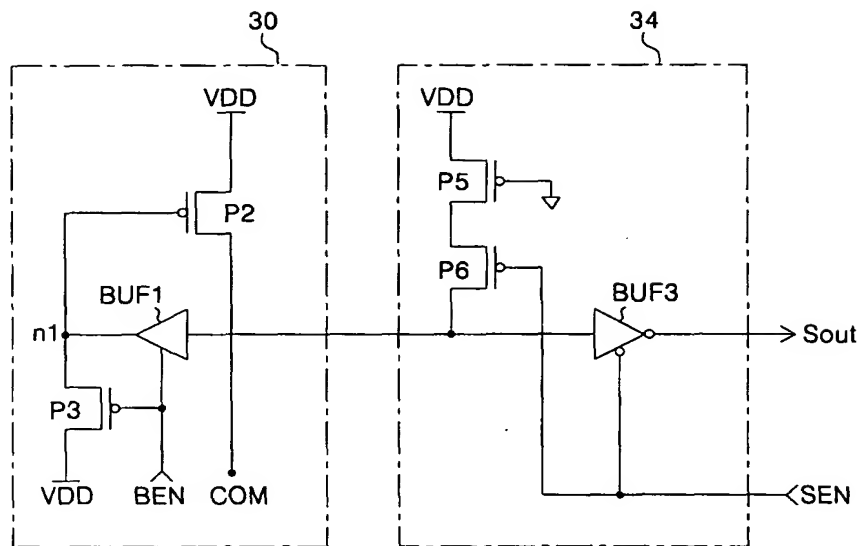 30
34
VDD
VDD
P2
P5
P6
BUF1
BUF3
n1
Sout
P3
VDD
BEN
COM
SEN